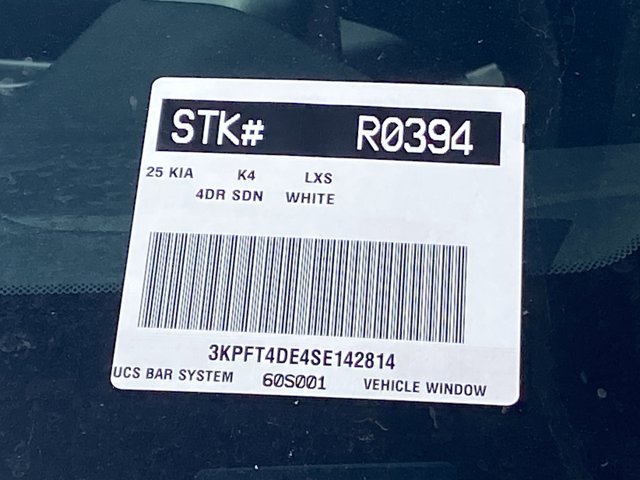 STK# R0394
25 KIA K4 LXS
4DR SDN WHITE
3KPFT4DE4SE142814
UCS BAR SYSTEM 60S001 VEHICLE WINDOW